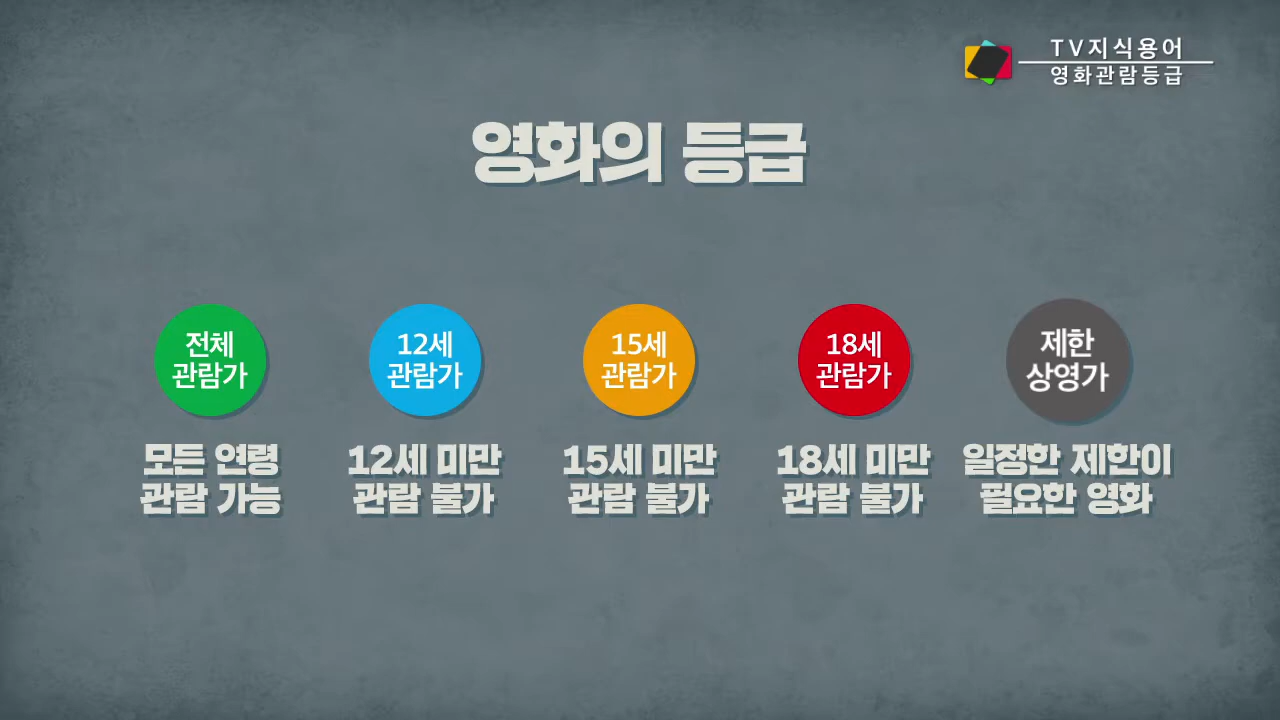 TV지식용어
영화관람등급
영화의 등급
전체
관람가
12세
관람가
15세
관람가
18세
관람가
제한
상영가
모든 연령
관람 가능
12세 미만
관람 불가
15세 미만
관람 불가
18세 미만
관람 불가
일정한 제한이
필요한 영화